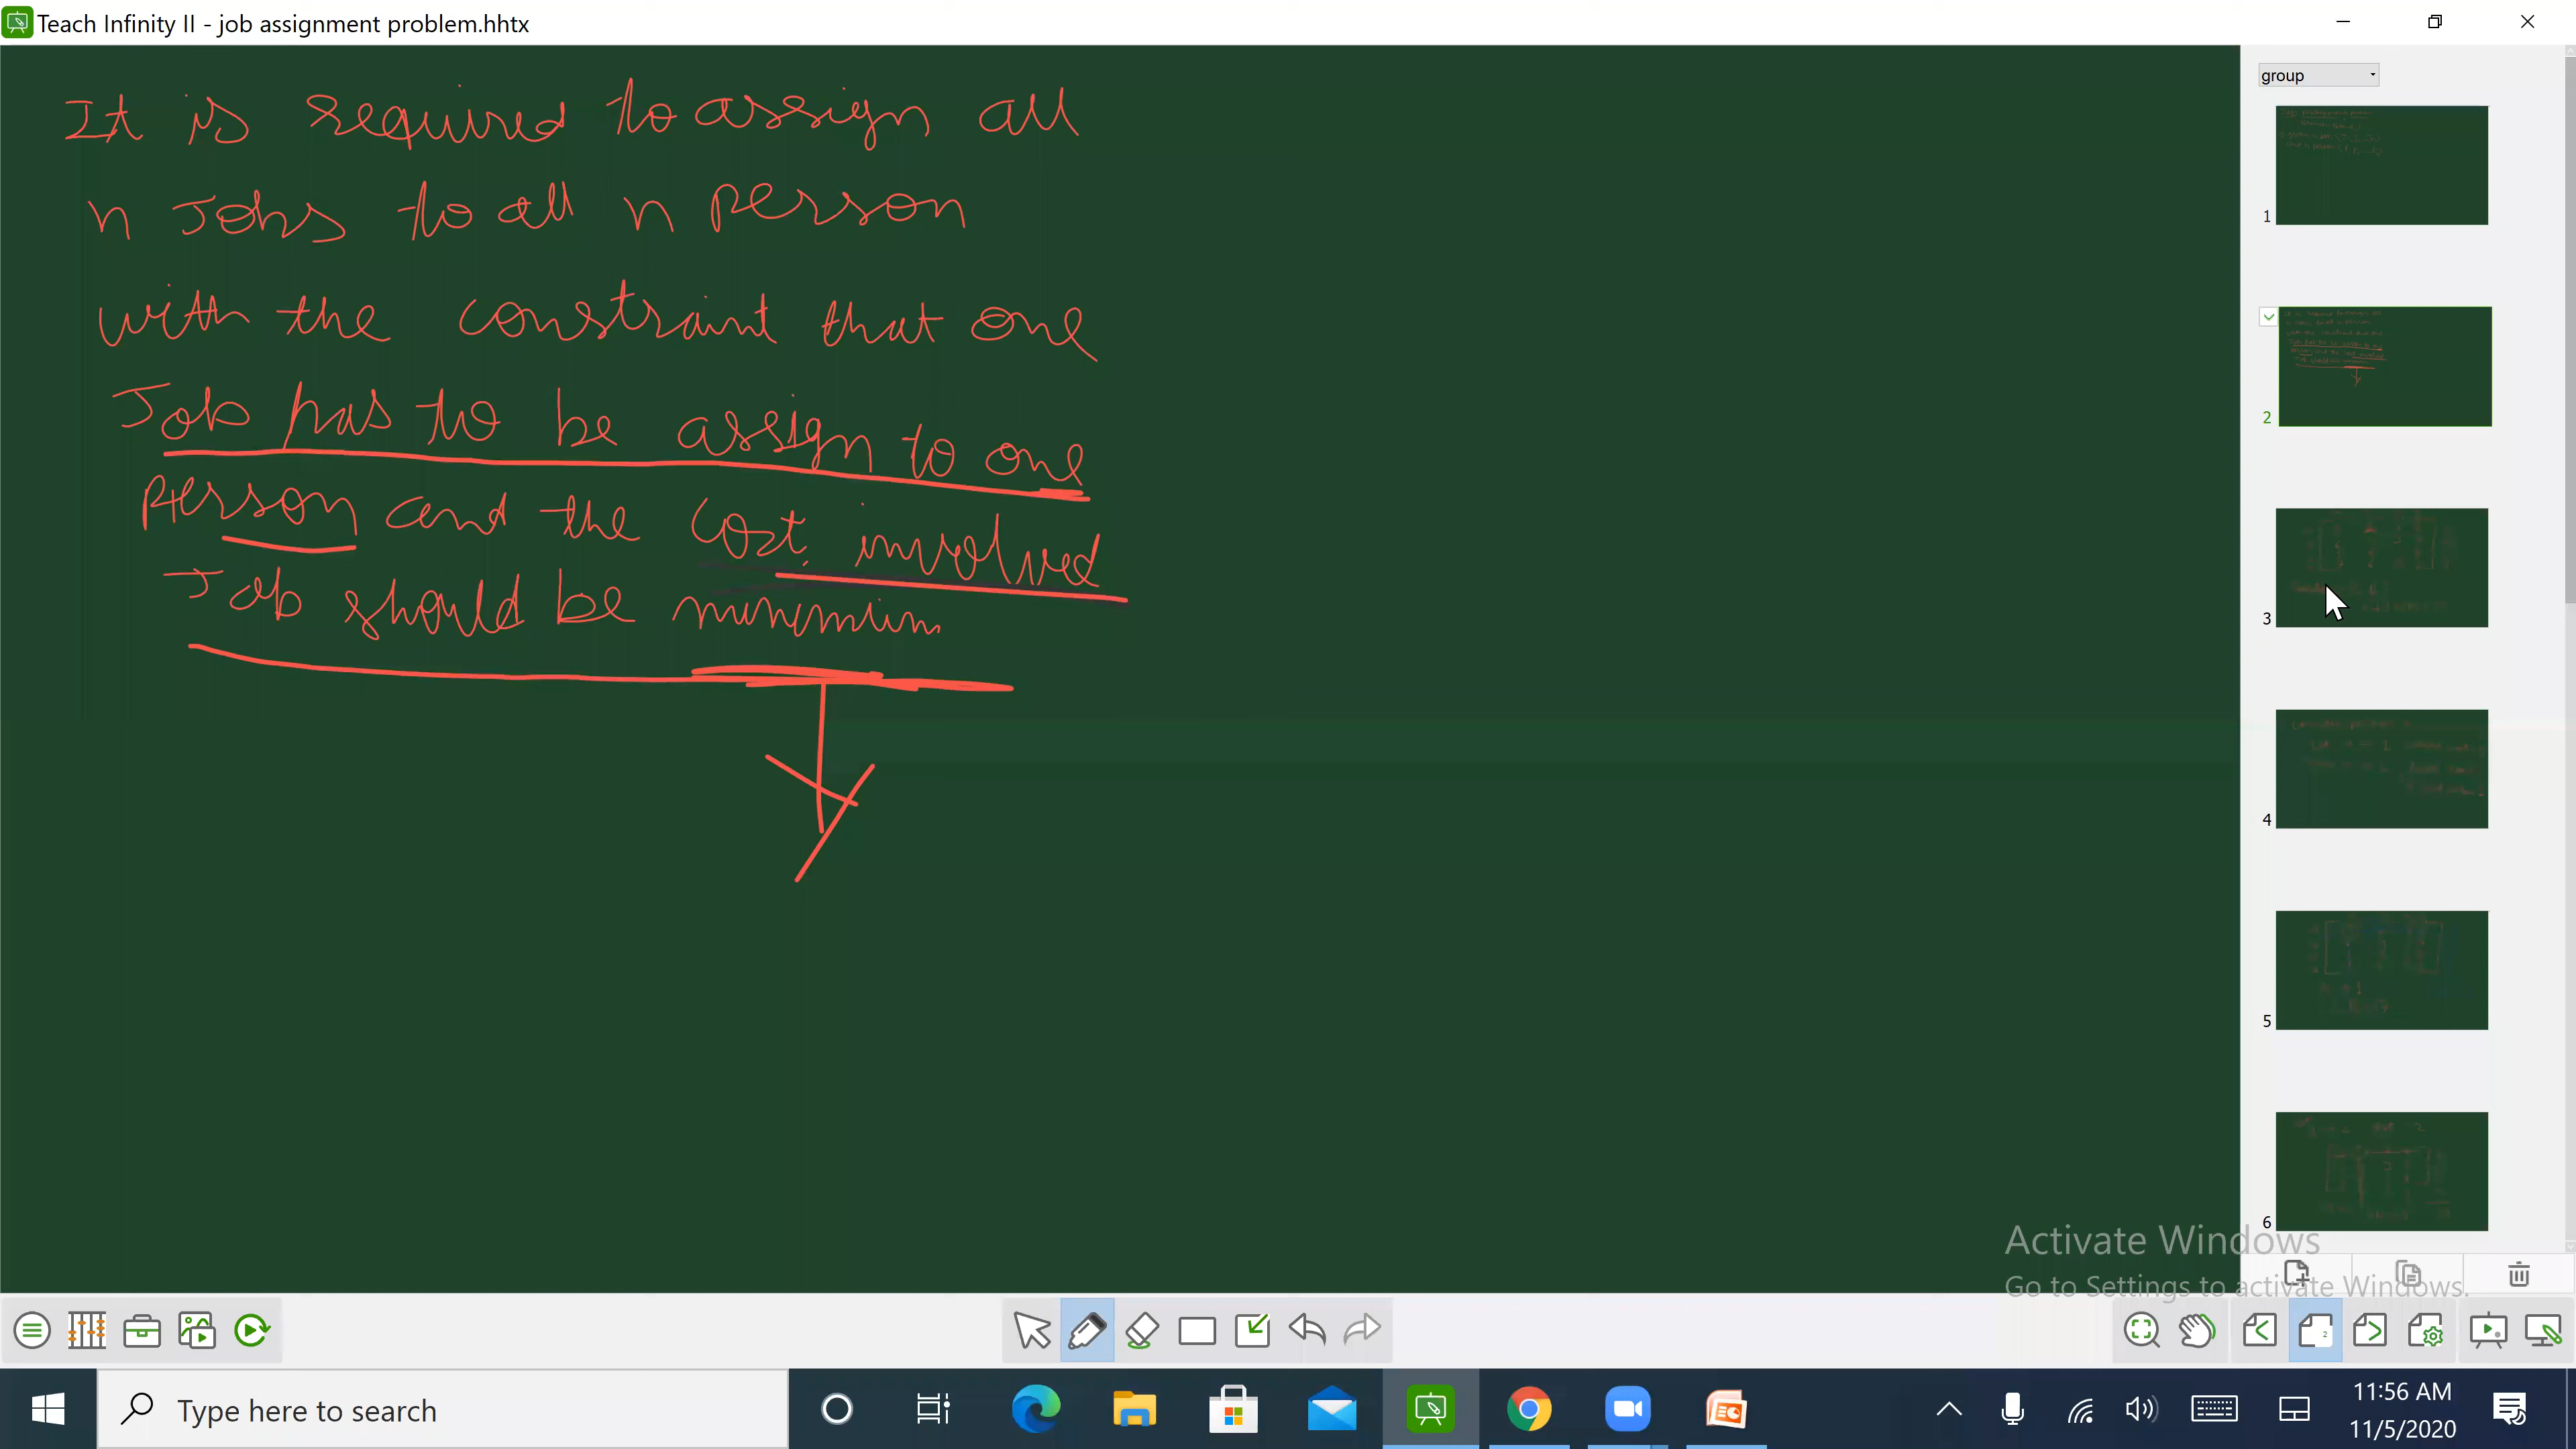 Teach Infinity II - job assignment problem.hhtx
It is required to assign all
n Jobs to all n person
with the constraint that one
Job has to be assign to one
Person and the cost involved
Job should be minimum
group
1
2
3
4
5
6
Activate Windows
Go to Settings to activate Windows.
2
Type here to search
11:56 AM
11/5/2020